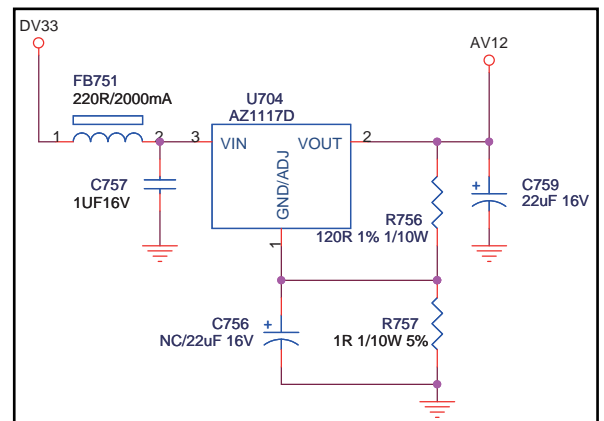 DV33
AV12
FB751
220R/2000mA
U704
AZ1117D
1
2
3
VIN
VOUT
2
GND/ADJ
1
C757
1UF16V
R756
120R 1% 1/10W
C759
+
22uF 16V
C756
+
NC/22uF 16V
R757
1R 1/10W 5%